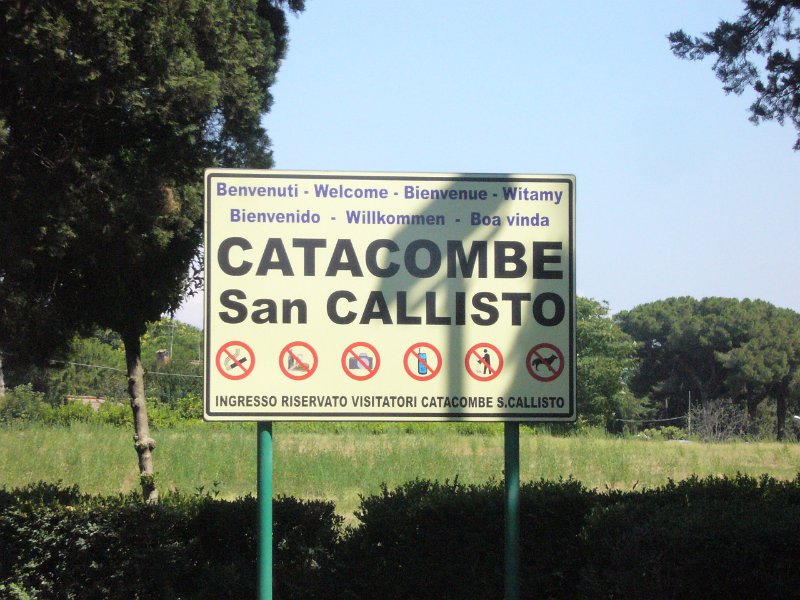 Benvenuti - Welcome - Bienvenue - Witamy
Bienvenido - Willkommen - Boa vinda
CATACOMBE
San CALLISTO
INGRESSO RISERVATO VISITATORI CATACOMBE S.CALLISTO